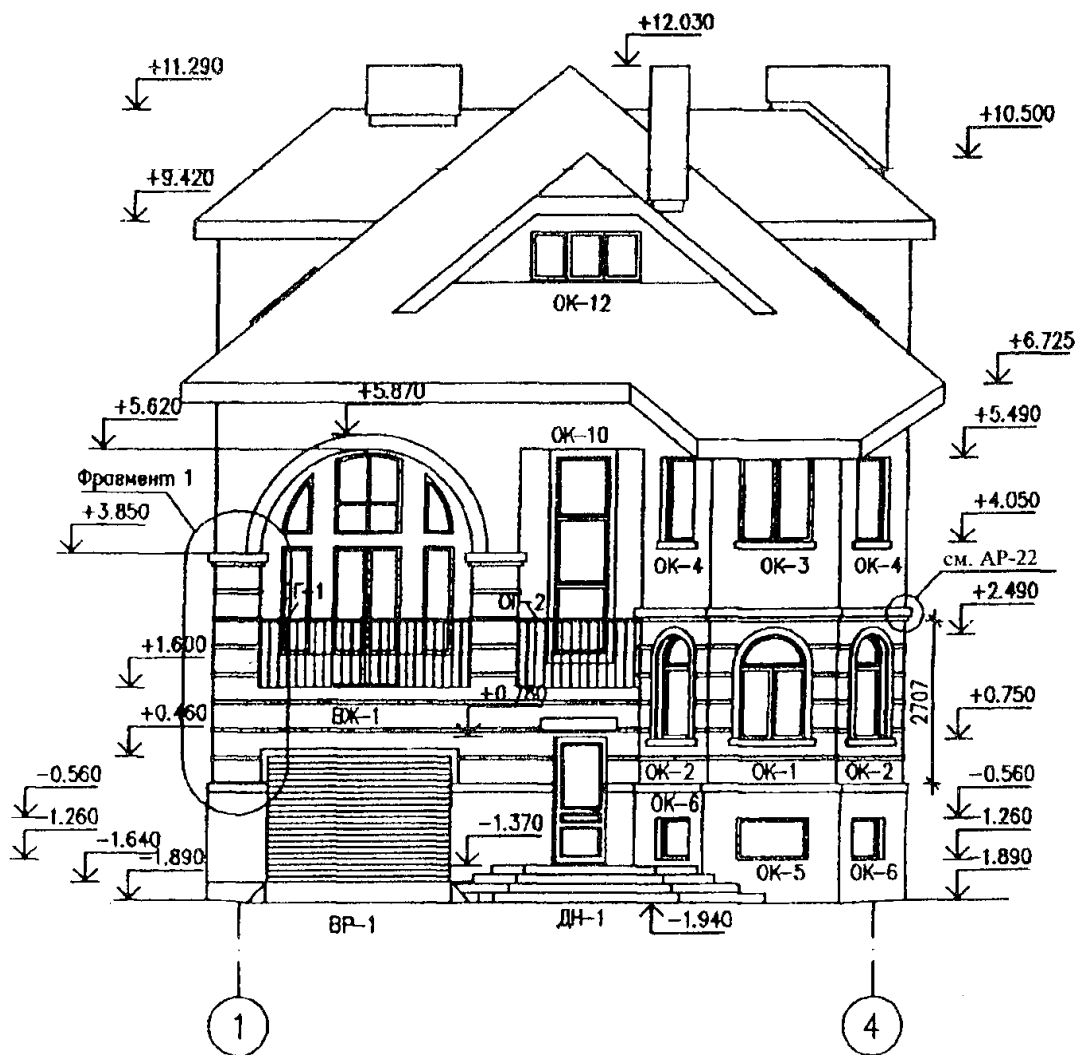 +12.030
+11.290
+10.500
+9.420
ОК-12
+6.725
+5.870
+5.620
+5.490
ОК-10
Фравмент 1
+3.850
+4.050
ОК-4
ОК-3
ОК-4
см. АР-22
+2.490
Г-1
ОГ-2
+1.600
+0.780
+0.750
2707
ВЖ-1
+0.460
ОК-2
ОК-1
ОК-2
-0.560
-0.560
ОК-6
-1.260
-1.370
-1.260
-1.640
-1.890
-1.890
ОК-5
ОК-6
ВР-1
ДН-1
-1.940
1
4